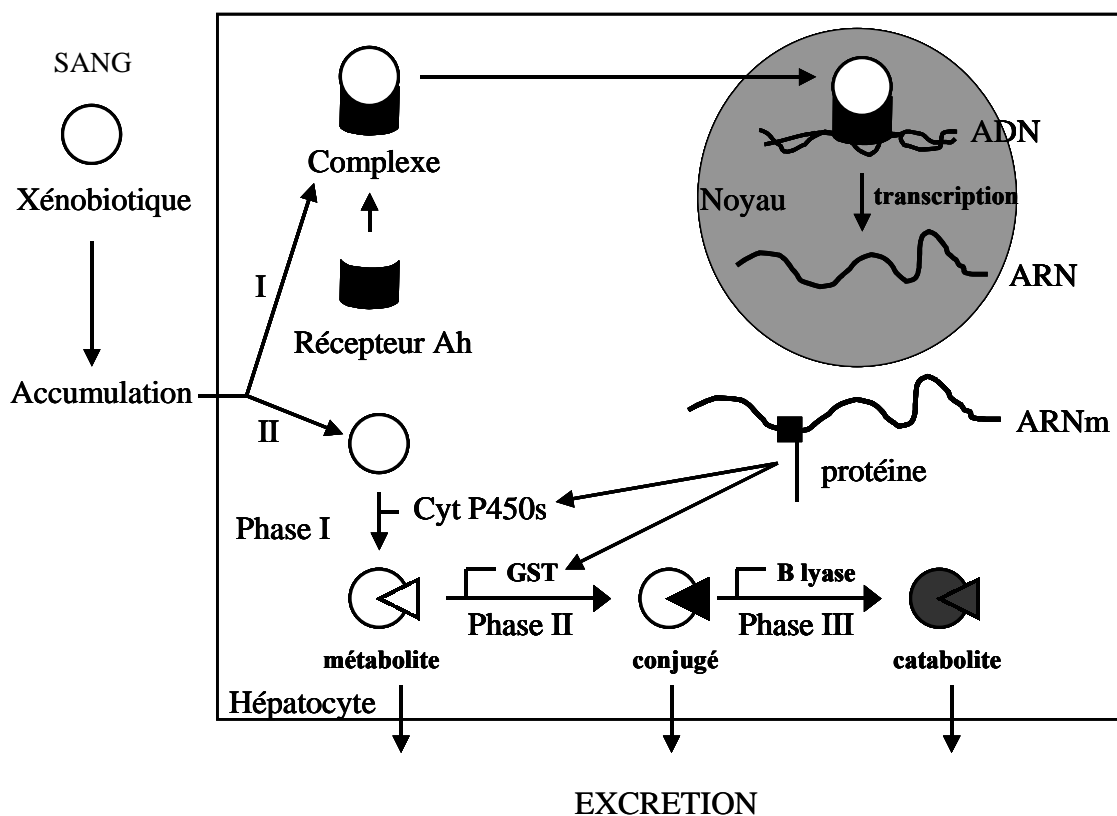 SANG
Xénobiotique
Accumulation
I
II
Complexe
Récepteur Ah
ADN
Noyau
transcription
ARN
ARNm
protéine
Cyt P450s
Phase I
GST
Phase II
B lyase
Phase III
métabolite
conjugé
catabolite
Hépatocyte
EXCRETION